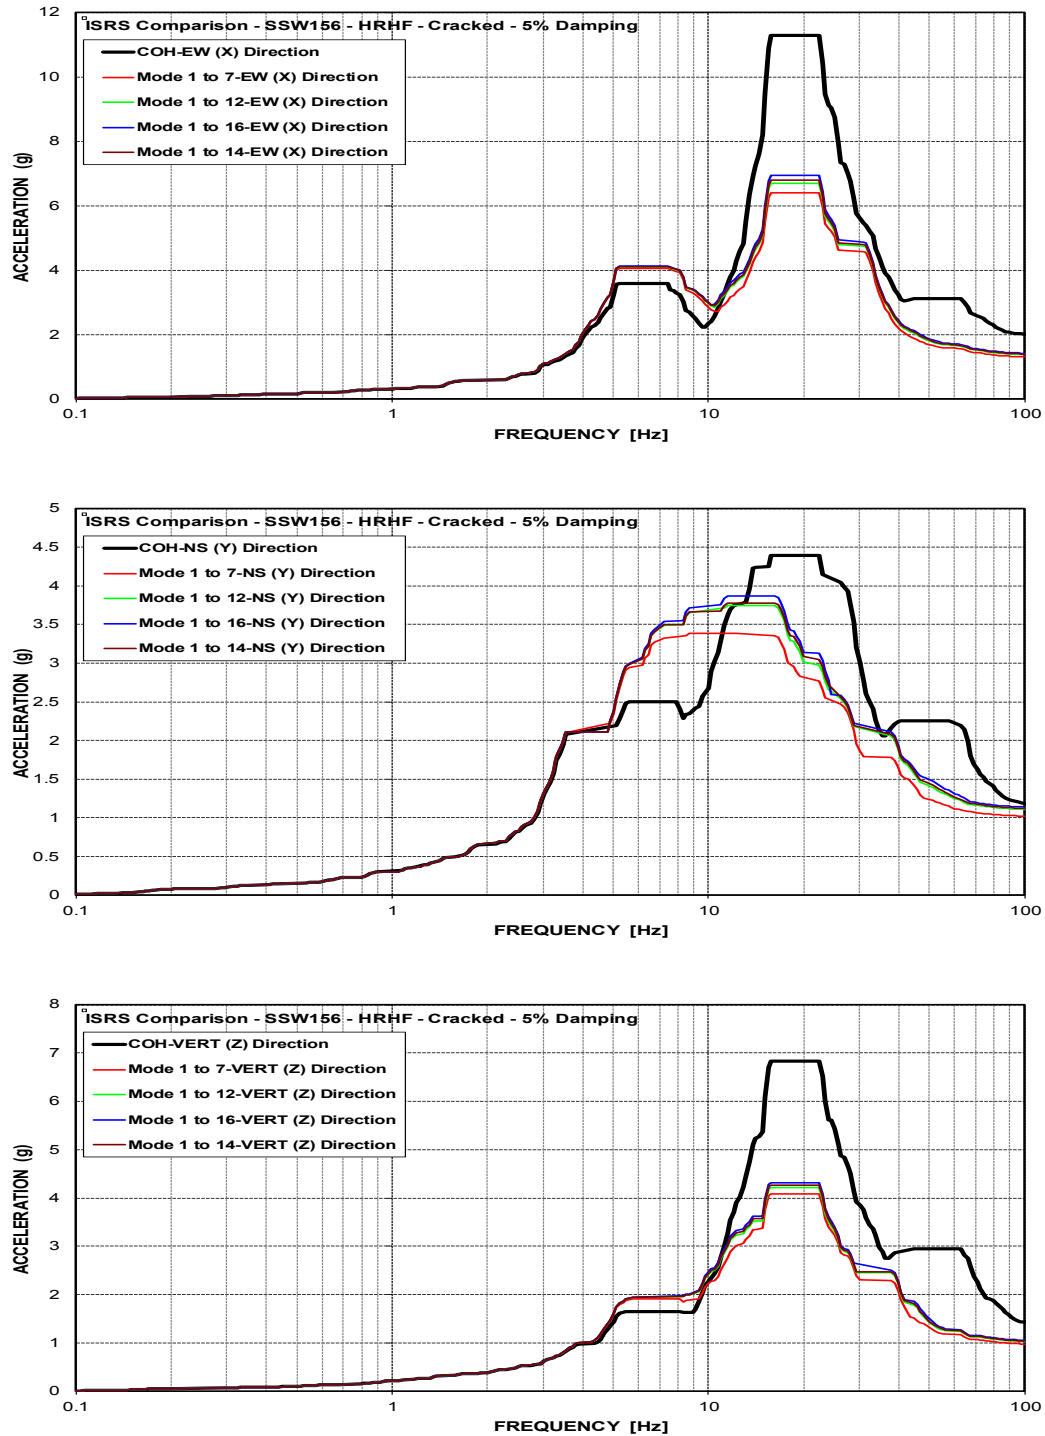 ISRS Comparison - SSW156 - HRHF - Cracked - 5% Damping
COH-EW (X) Direction
Mode 1 to 7-EW (X) Direction
Mode 1 to 12-EW (X) Direction
Mode 1 to 16-EW (X) Direction
Mode 1 to 14-EW (X) Direction
ACCELERATION (g)
12
10
8
6
4
2
0
0.1
1
10
100
FREQUENCY [Hz]
ISRS Comparison - SSW156 - HRHF - Cracked - 5% Damping
COH-NS (Y) Direction
Mode 1 to 7-NS (Y) Direction
Mode 1 to 12-NS (Y) Direction
Mode 1 to 16-NS (Y) Direction
Mode 1 to 14-NS (Y) Direction
ACCELERATION (g)
5
4.5
4
3.5
3
2.5
2
1.5
1
0.5
0
0.1
1
10
100
FREQUENCY [Hz]
ISRS Comparison - SSW156 - HRHF - Cracked - 5% Damping
COH-VERT (Z) Direction
Mode 1 to 7-VERT (Z) Direction
Mode 1 to 12-VERT (Z) Direction
Mode 1 to 16-VERT (Z) Direction
Mode 1 to 14-VERT (Z) Direction
ACCELERATION (g)
8
7
6
5
4
3
2
1
0
0.1
1
10
100
FREQUENCY [Hz]